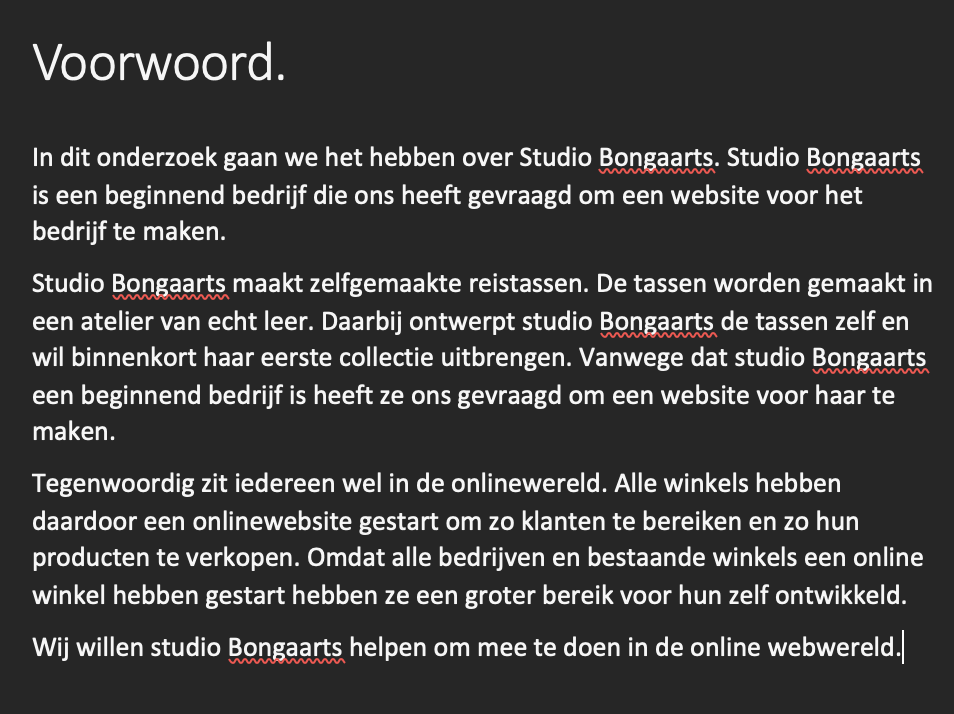 Voorwoord.
In dit onderzoek gaan we het hebben over Studio Bongaarts. Studio Bongaarts
is een beginnend bedrijf die ons heeft gevraagd om een website voor het
bedrijf te maken.
Studio Bongaarts maakt zelfgemaakte reistassen. De tassen worden gemaakt in
een atelier van echt leer. Daarbij ontwerpt studio Bongaarts de tassen zelf en
wil binnenkort haar eerste collectie uitbrengen. Vanwege dat studio Bongaarts
een beginnend bedrijf is heeft ze ons gevraagd om een website voor haar te
maken.
Tegenwoordig zit iedereen wel in de onlinewereld. Alle winkels hebben
daardoor een onlinewebsite gestart om zo klanten te bereiken en zo hun
producten te verkopen. Omdat alle bedrijven en bestaande winkels een online
winkel hebben gestart hebben ze een groter bereik voor hun zelf ontwikkeld.
Wij willen studio Bongaarts helpen om mee te doen in de online webwereld.